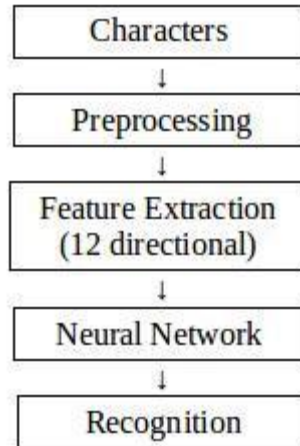 Characters
↓
Preprocessing
↓
Feature Extraction
(12 directional)
↓
Neural Network
↓
Recognition